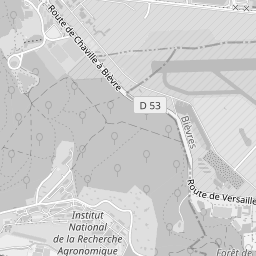 Route de Chaville à Bièvre
D 53
Bièvres
Route de Versaille
Institut
National
de la Recherche
Agronomique
Forêt de